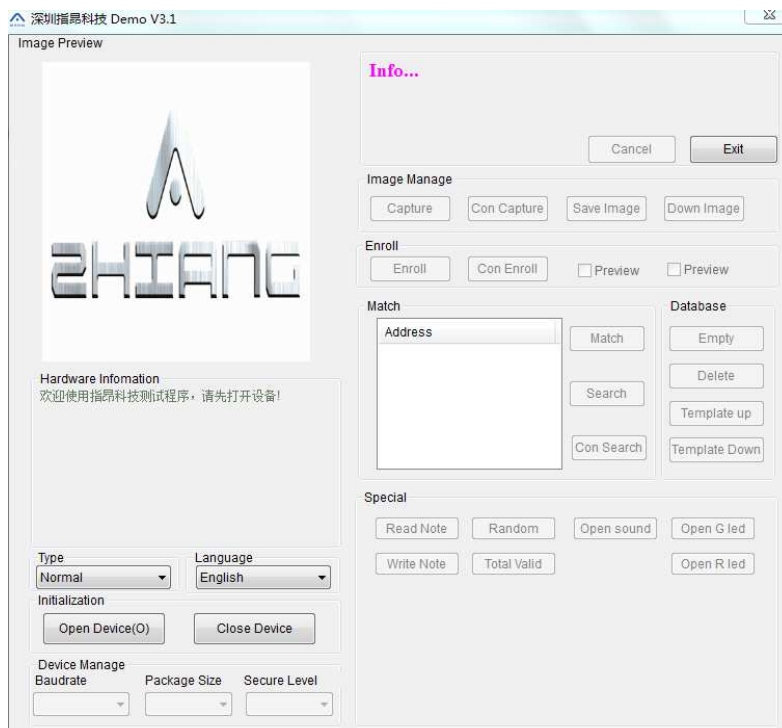 深圳指昂科技 Demo V3.1
Image Preview
ZHIANG
Hardware Infomation
欢迎使用指昂科技测试程序，请先打开设备!
Type
Language
Normal
English
Initialization
Open Device(O)
Close Device
Device Manage
Baudrate
Package Size
Secure Level
Info...
Cancel
Exit
Image Manage
Capture
Con Capture
Save Image
Down Image
Enroll
Enroll
Con Enroll
Preview
Preview
Match
Address
Match
Search
Con Search
Database
Empty
Delete
Template up
Template Down
Special
Read Note
Random
Open sound
Open G led
Write Note
Total Valid
Open R led